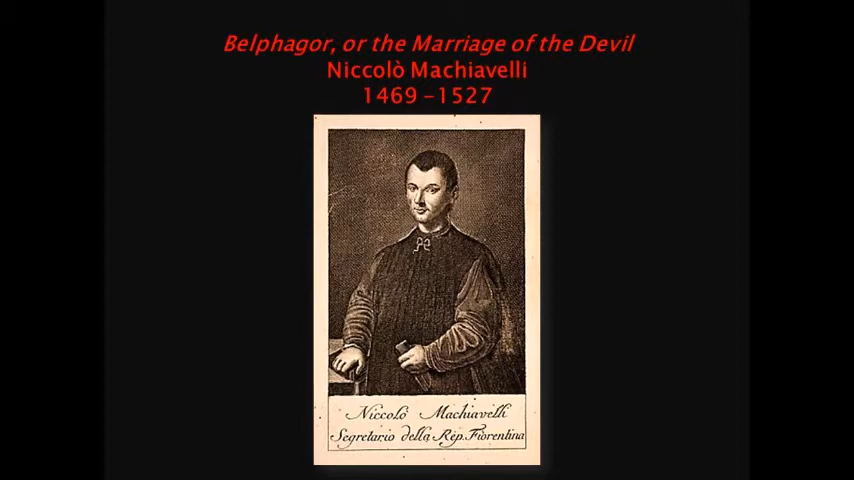 Belphagor, or the Marriage of the Devil
Niccolò Machiavelli
1469 –1527
Niccolò Machiavelli
Segretario della Rep. Fiorentina